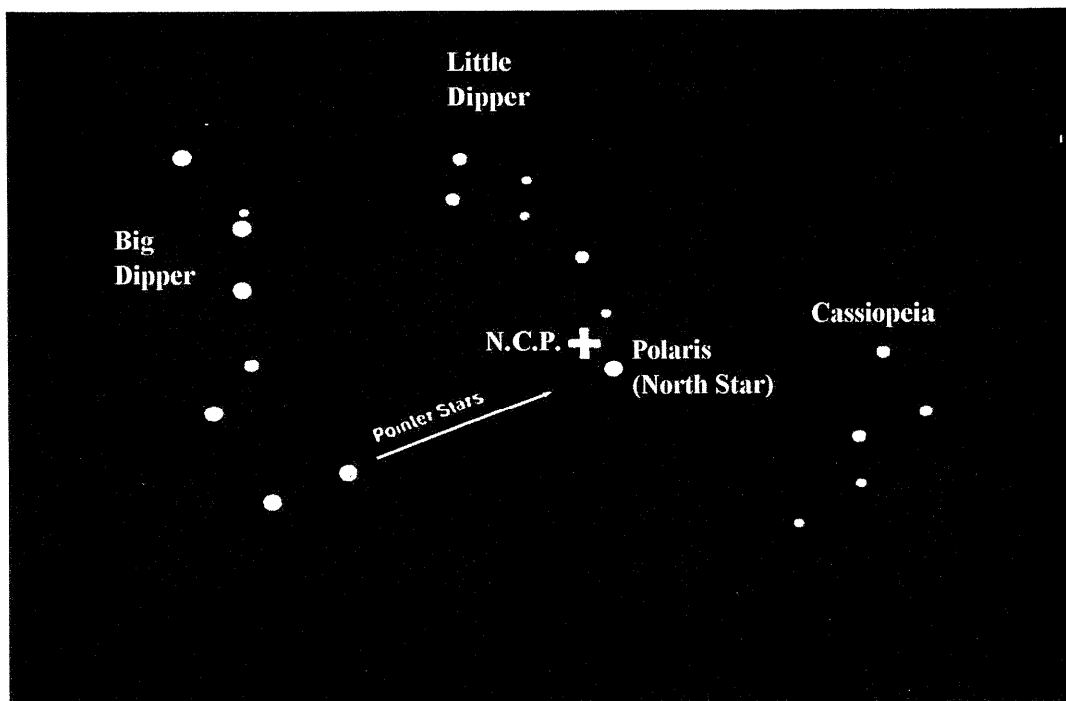 Little
Dipper
Big
Dipper
Cassiopeia
N.C.P.
Polaris
(North Star)
Pointer Stars